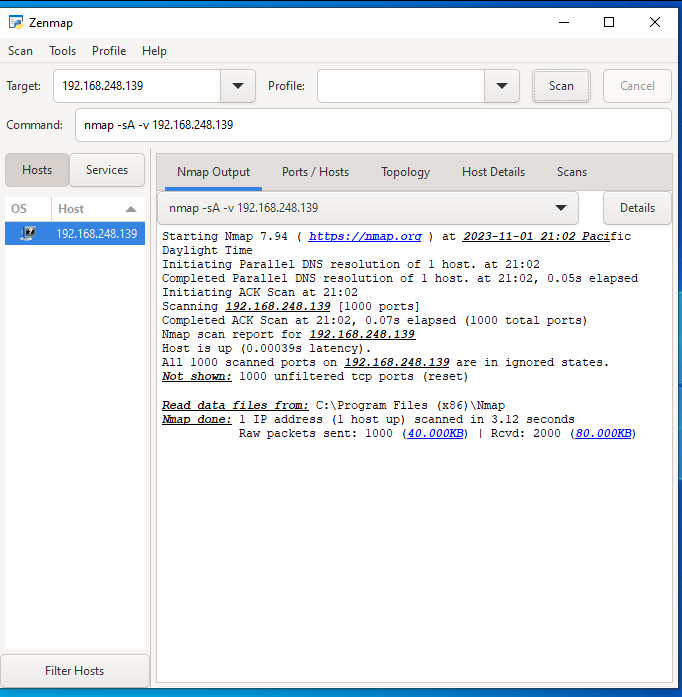 Zenmap
Scan Tools Profile Help
Target: 192.168.248.139 Profile: Scan Cancel
Command: nmap -sA -v 192.168.248.139
Hosts Services
OS Host
192.168.248.139
Filter Hosts
Nmap Output Ports / Hosts Topology Host Details Scans
nmap -sA -v 192.168.248.139 Details
Starting Nmap 7.94 ( https://nmap.org ) at 2023-11-01 21:02 Pacific
Daylight Time
Initiating Parallel DNS resolution of 1 host. at 21:02
Completed Parallel DNS resolution of 1 host. at 21:02, 0.05s elapsed
Initiating ACK Scan at 21:02
Scanning 192.168.248.139 [1000 ports]
Completed ACK Scan at 21:02, 0.07s elapsed (1000 total ports)
Nmap scan report for 192.168.248.139
Host is up (0.00039s latency).
All 1000 scanned ports on 192.168.248.139 are in ignored states.
Not shown: 1000 unfiltered tcp ports (reset)
Read data files from: C:\Program Files (x86)\Nmap
Nmap done: 1 IP address (1 host up) scanned in 3.12 seconds
Raw packets sent: 1000 (40.000KB) | Rcvd: 2000 (80.000KB)